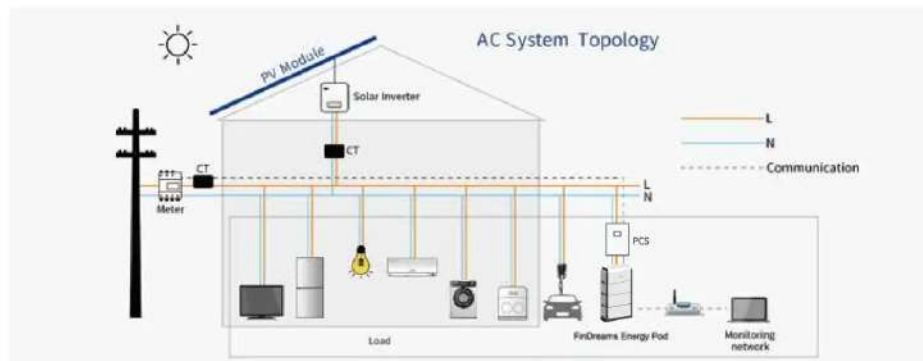 AC System Topology
PV Module
Solar Inverter
L
N
Communication
CT
CT
Meter
L
N
PCS
Load
FinDreams Energy Pod
Monitoring
network